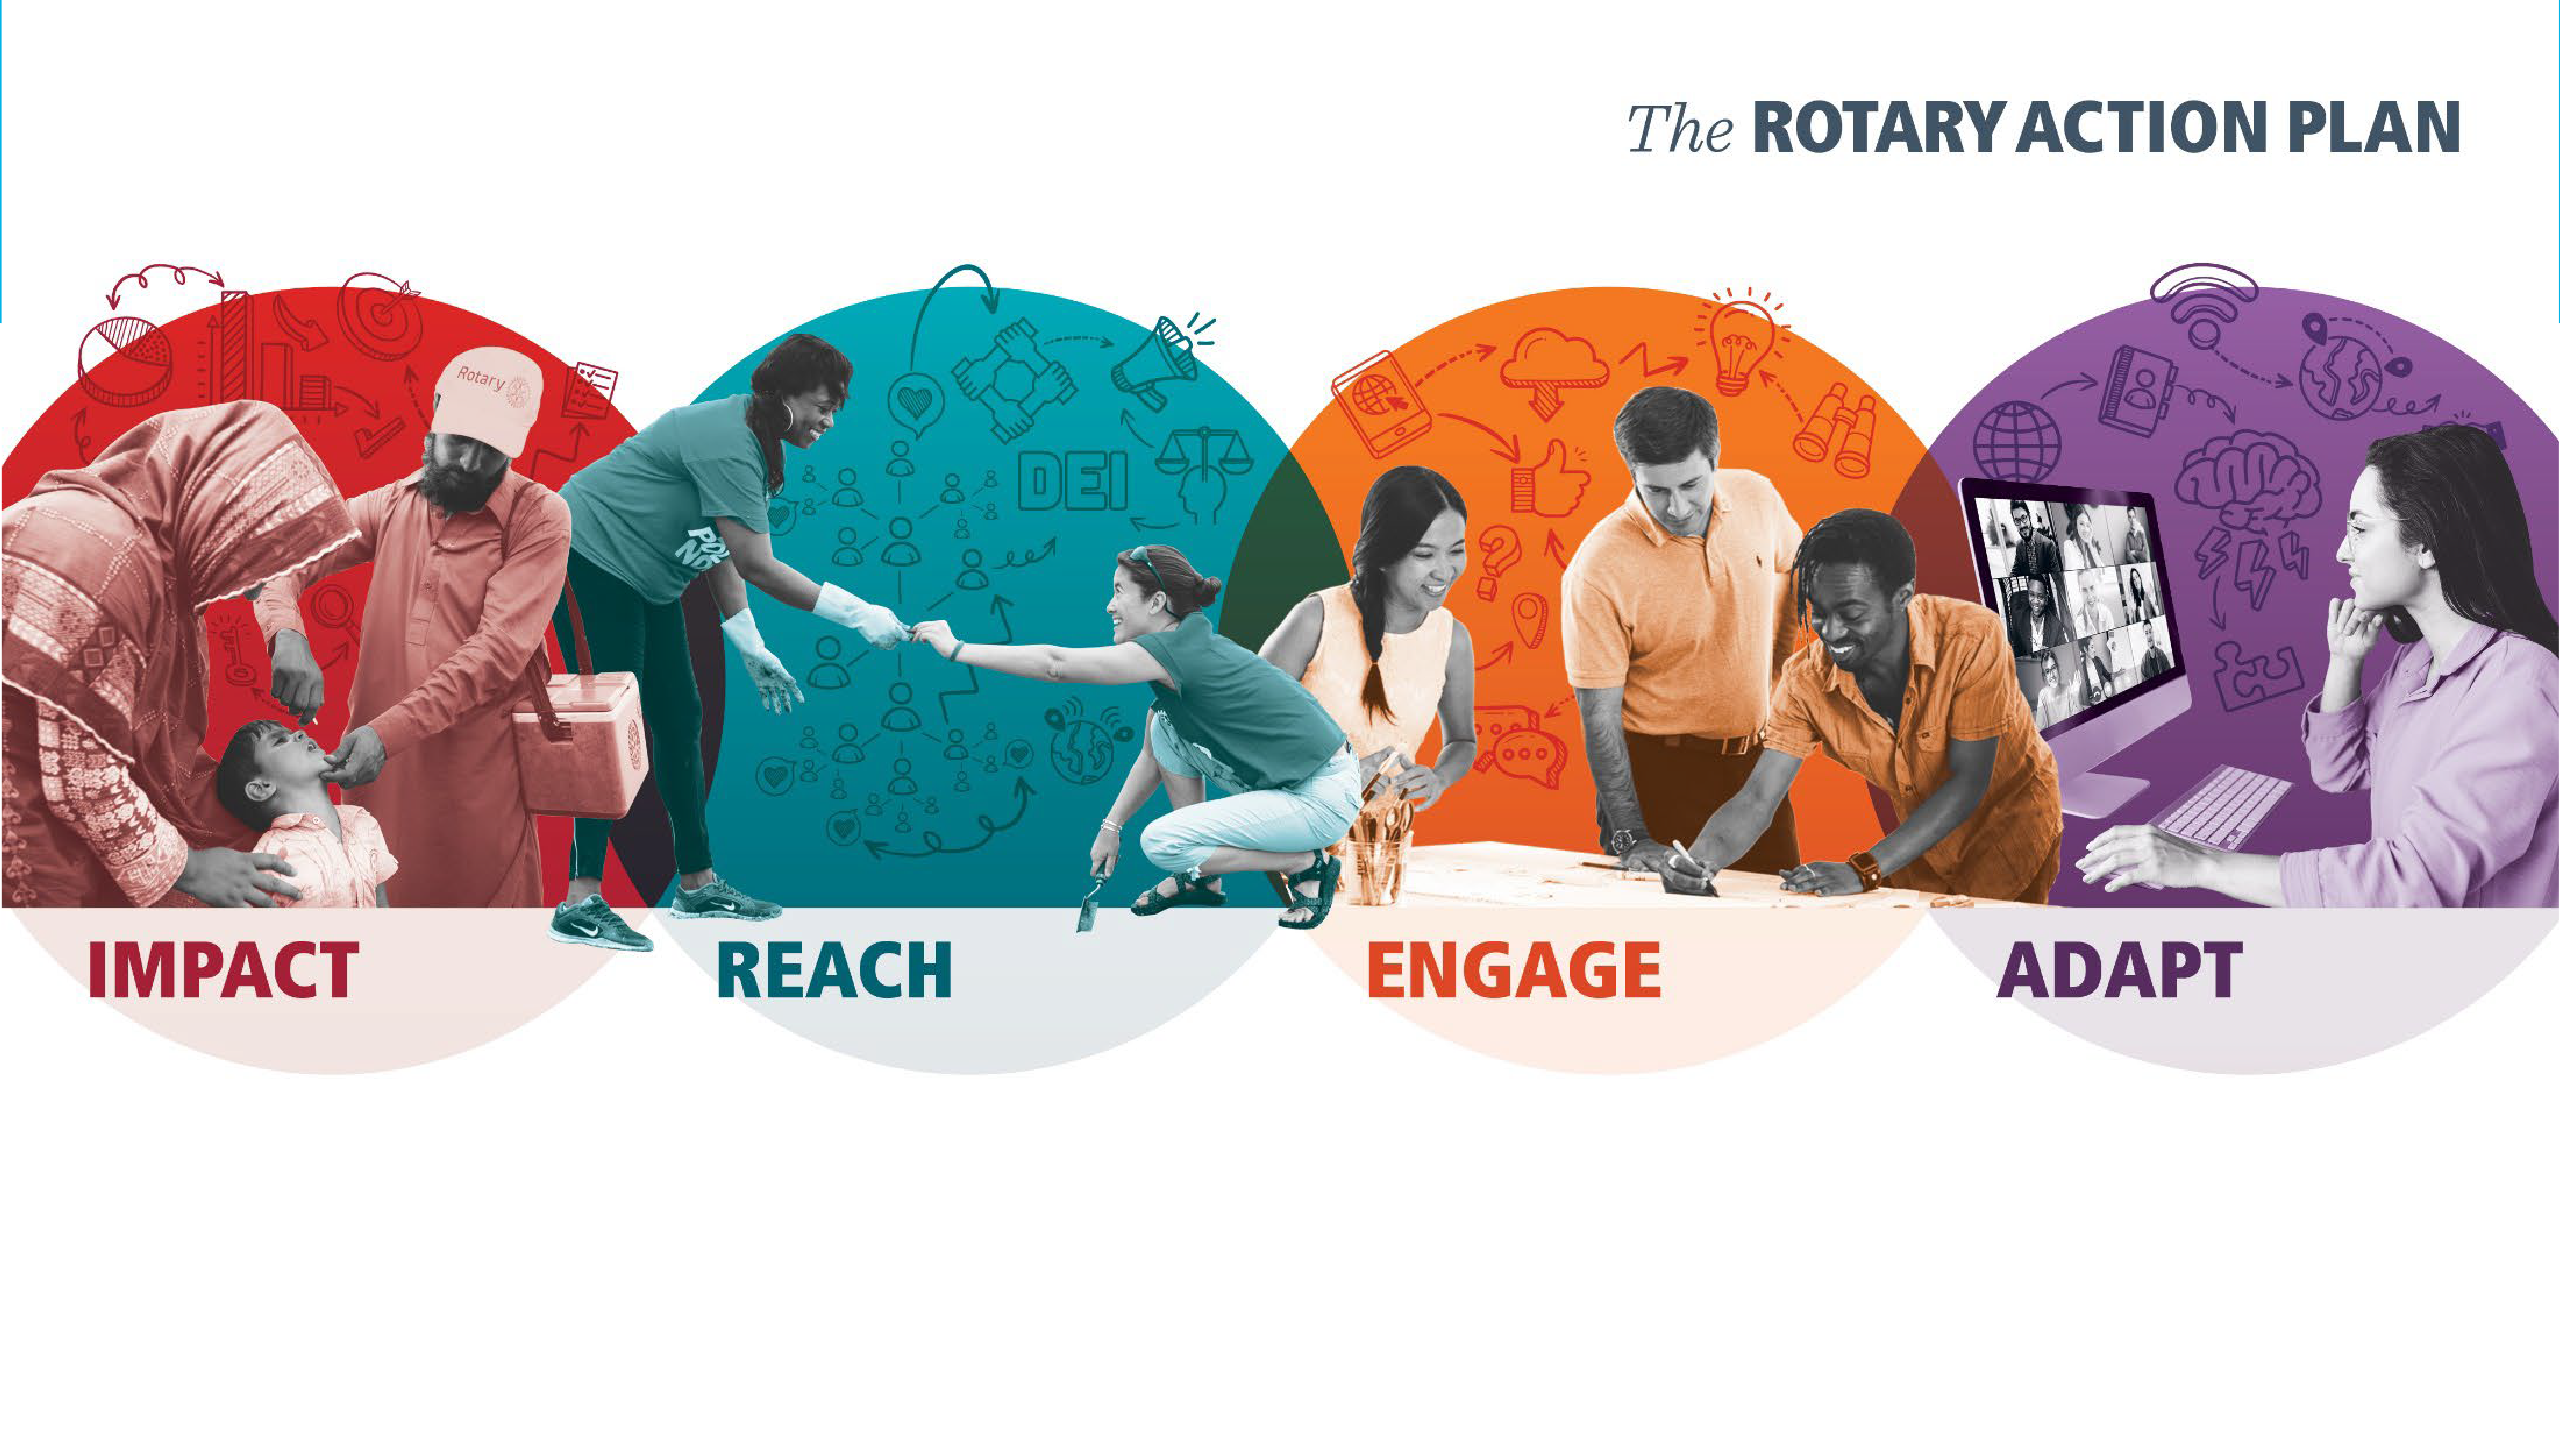 The ROTARY ACTION PLAN
Rotary
DEI
IMPACT
REACH
ENGAGE
ADAPT